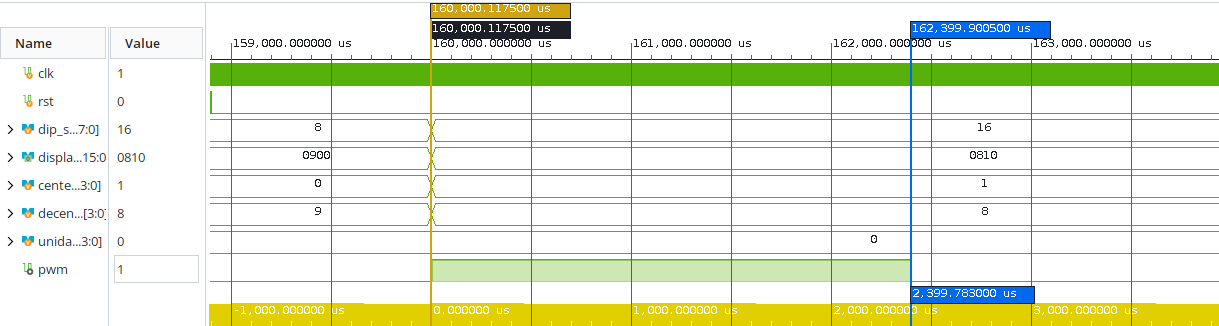 160,000.117500 us
160,000.117500 us
162,399.900500 us
Name Value
159,000.000000 us 160,000.000000 us 161,000.000000 us 162,000.000000 us 163,000.000000 us
clk 1
rst 0
dip_s...7:0] 16 8 16
displa...15:0 0810 0900 0810
cente...3:0] 1 0 1
decen...[3:0] 8 9 8
unida...3:0] 0 0
pwm 1
2,399.783000 us
-1,000.000000 us 0.000000 us 1,000.000000 us 2,000.000000 us 3,000.000000 us